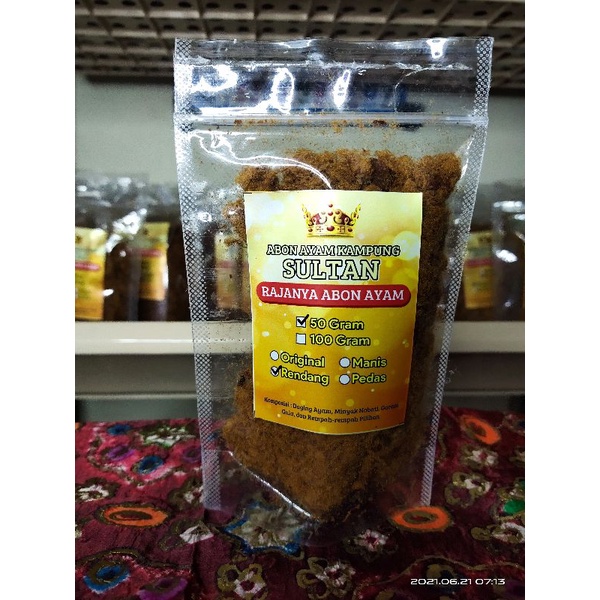 ABON AYAM KAMPUNG
SULTAN
RAJANYA ABON AYAM
50 Gram
100 Gram
Original Manis
Rendang Pedas
Komposisi : Daging Ayam, Minyak Nabati, Garam
Gula, dan Rempah-rempah Pilihan.
2021.06.21 07:13